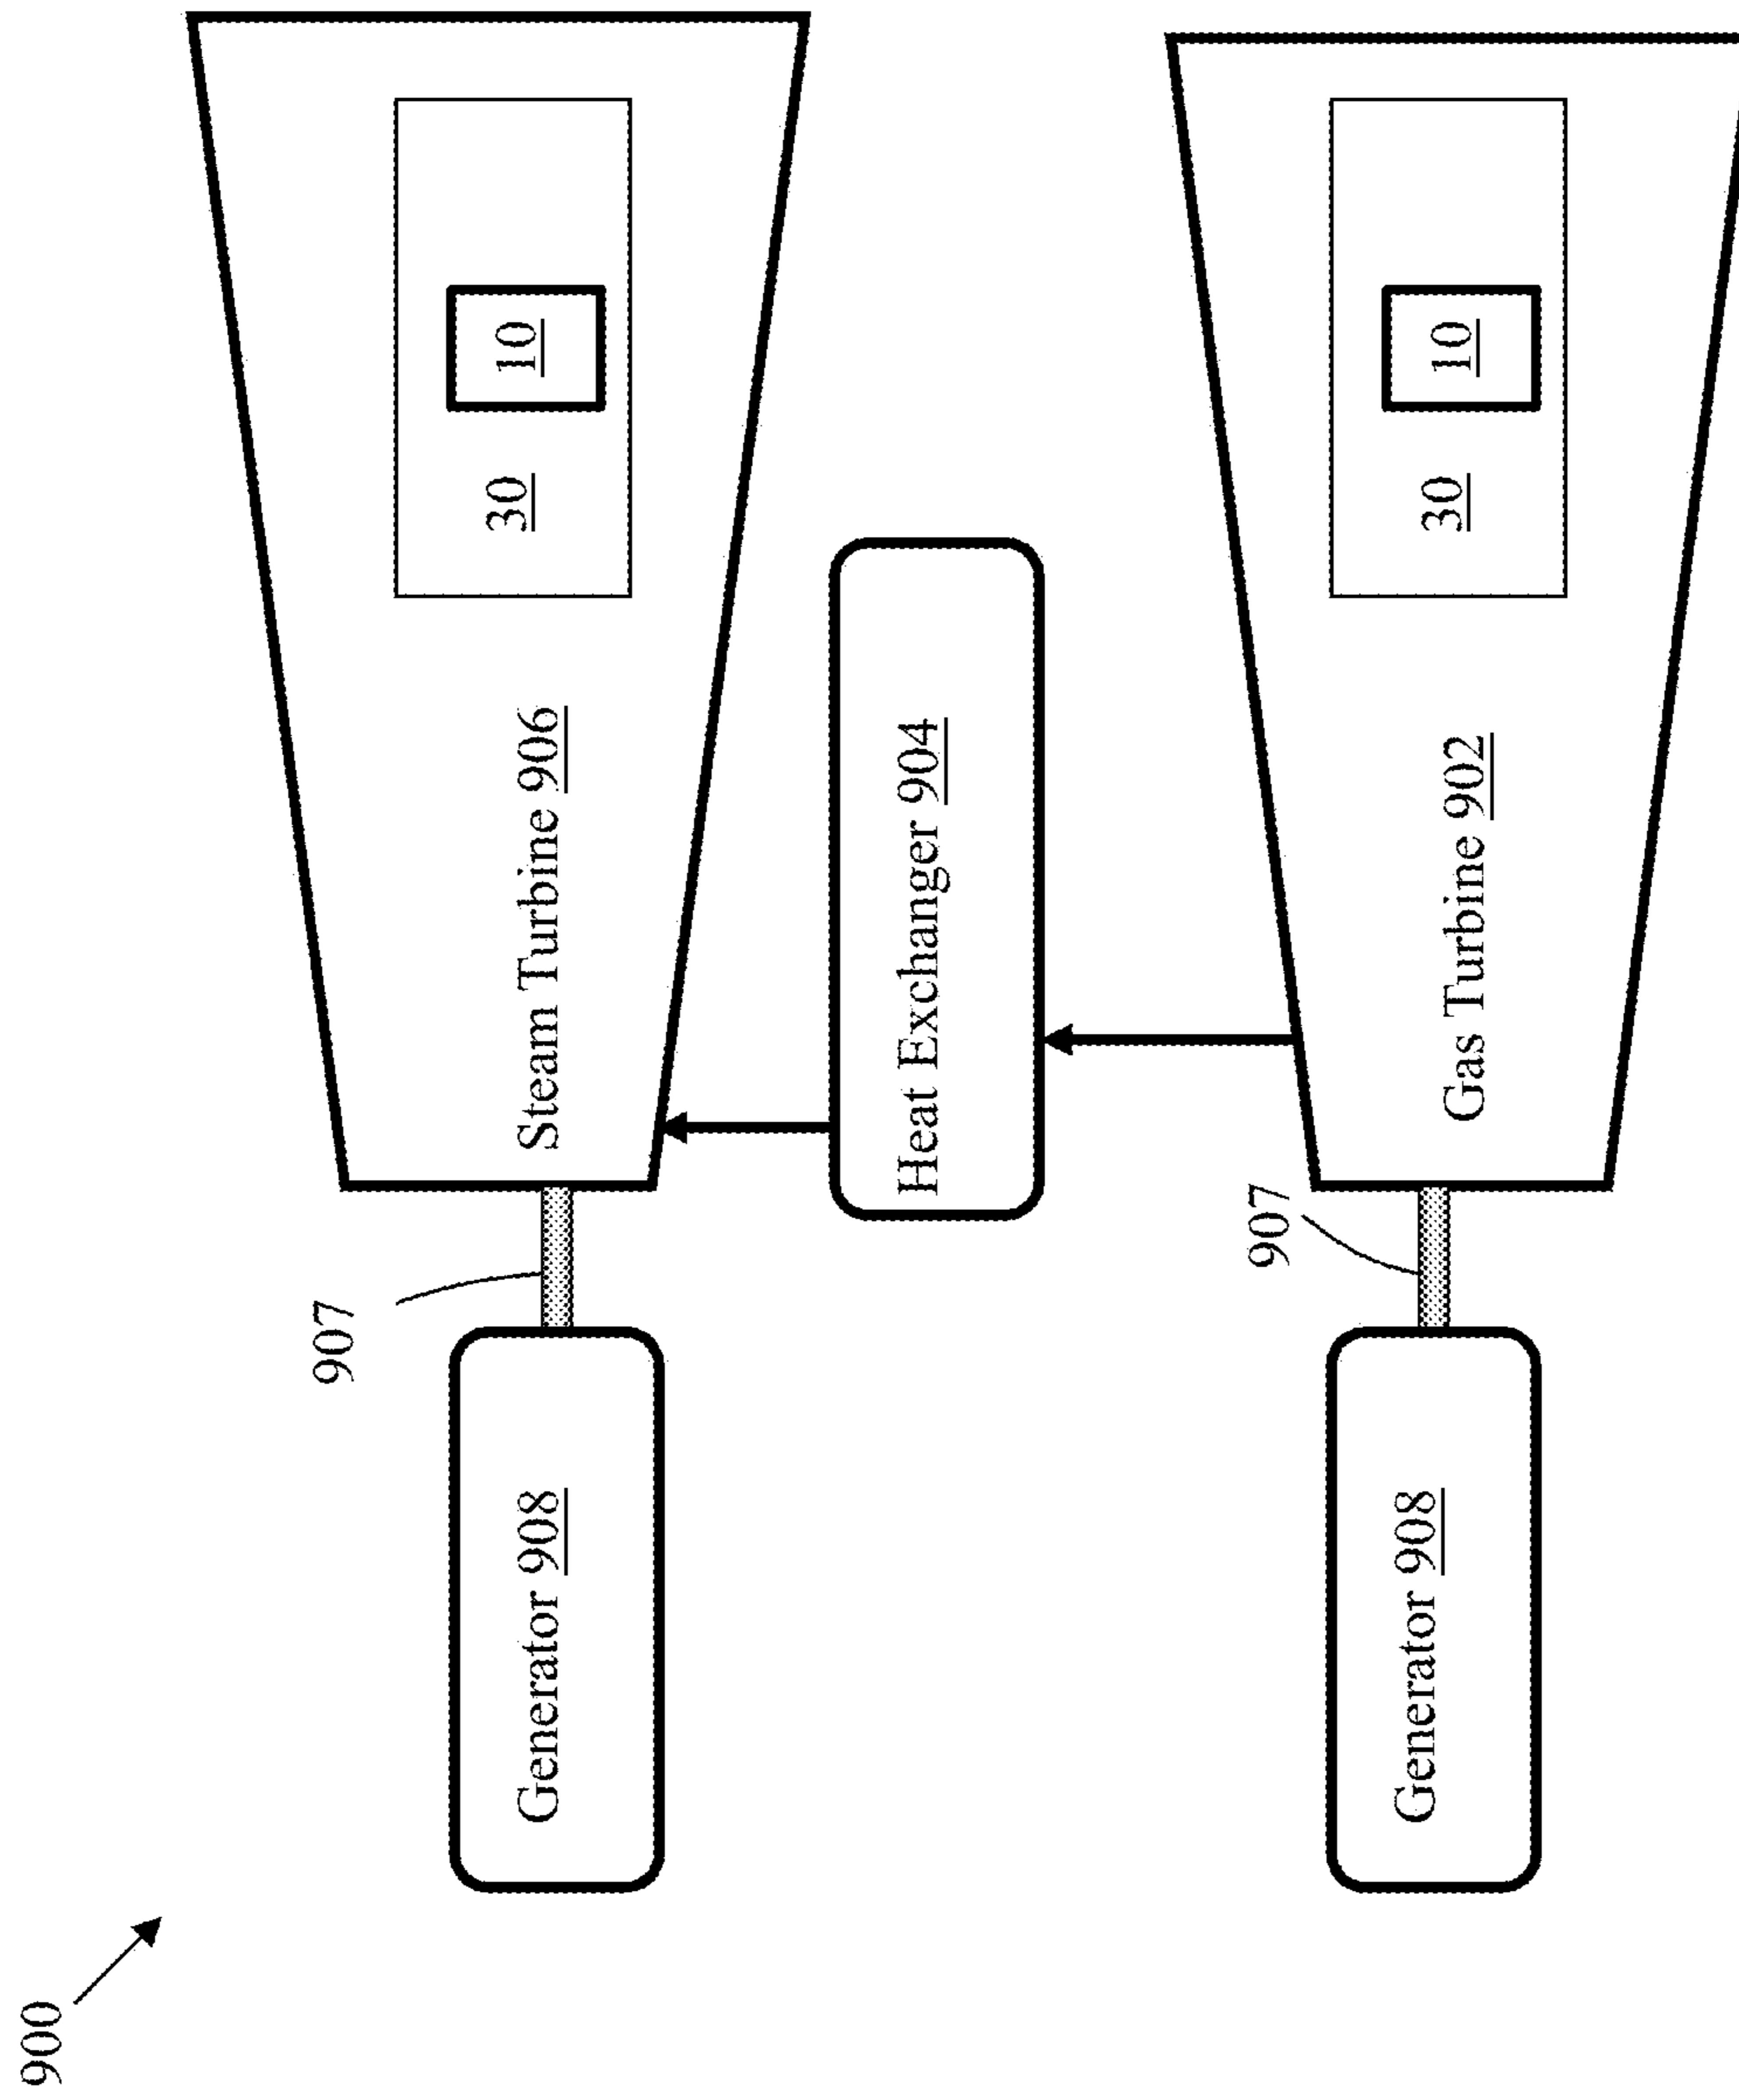 900
Generator 908
907
Steam Turbine 906
30
10
Heat Exchanger 904
Generator 908
907
Gas Turbine 902
30
10